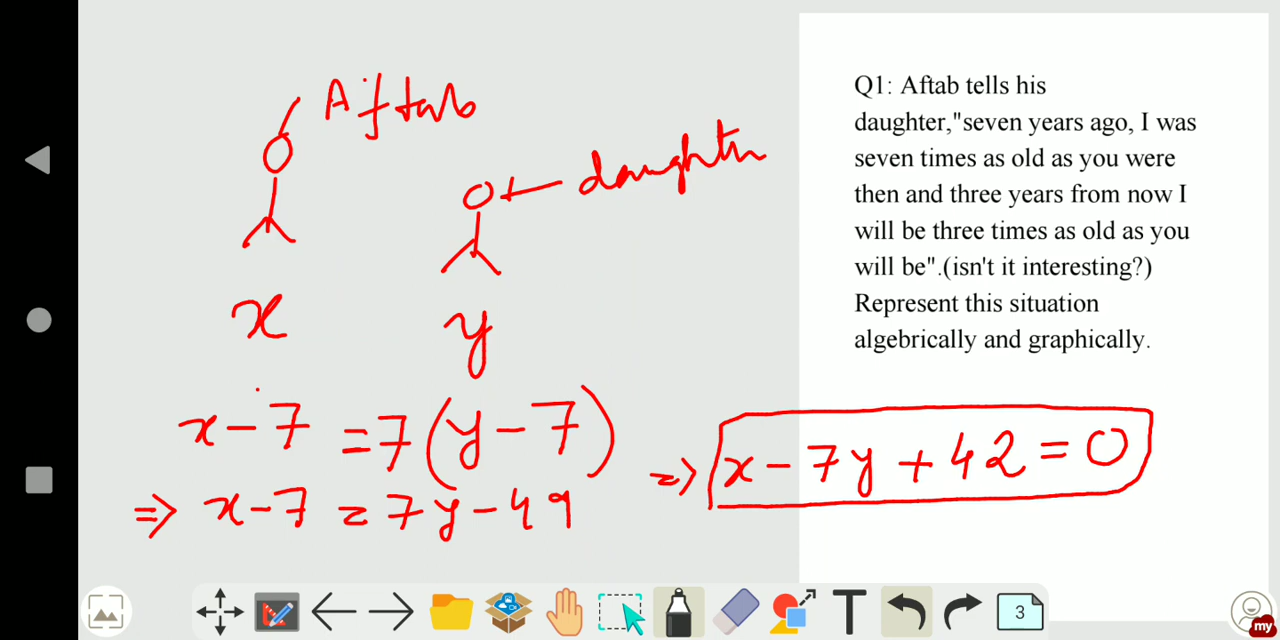 Aftab
daughter
x
y
x - 7 = 7(y - 7)
=> x - 7 = 7y - 49
=> x - 7y + 42 = 0
Q1: Aftab tells his
daughter,"seven years ago, I was
seven times as old as you were
then and three years from now I
will be three times as old as you
will be".(isn't it interesting?)
Represent this situation
algebrically and graphically.
T
3
my